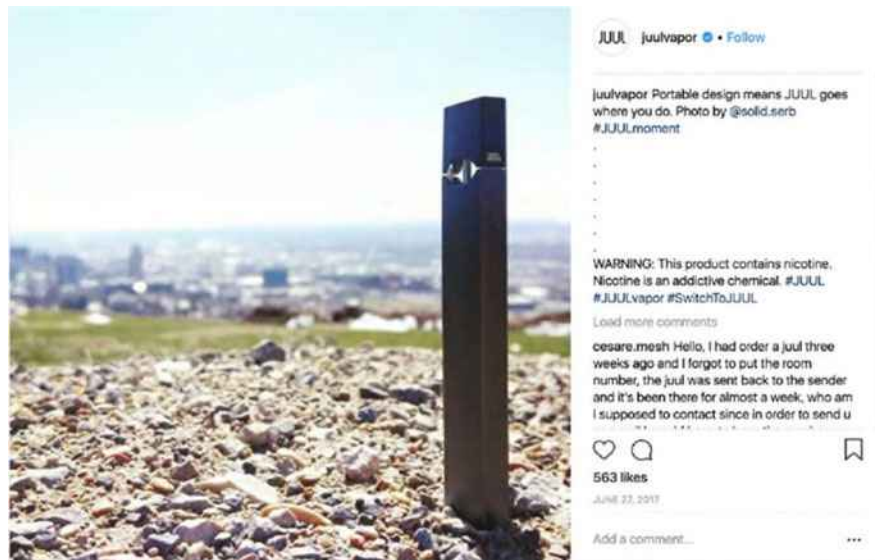 JUUL juulvapor • Follow
juulvapor Portable design means JUUL goes
where you do. Photo by @solid.serb
#JUULmoment
.
.
.
.
.
.
.
WARNING: This product contains nicotine.
Nicotine is an addictive chemical. #JUUL
#JUULvapor #SwitchToJUUL
Load more comments
cesare.mesh Hello, I had order a juul three
weeks ago and I forgot to put the room
number, the juul was sent back to the sender
and it's been there for almost a week, who am
I supposed to contact since in order to send u
563 likes
JUNE 27, 2017
Add a comment...